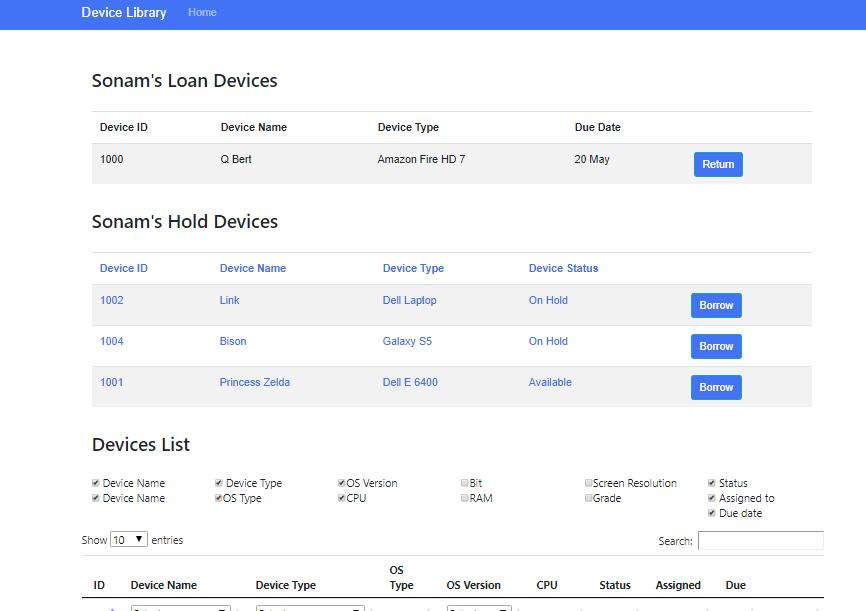 Device Library Home
Sonam's Loan Devices
Device ID Device Name Device Type Due Date
1000 Q Bert Amazon Fire HD 7 20 May Return
Sonam's Hold Devices
Device ID Device Name Device Type Device Status
1002 Link Dell Laptop On Hold Borrow
1004 Bison Galaxy S5 On Hold Borrow
1001 Princess Zelda Dell E 6400 Available Borrow
Devices List
Device Name Device Type OS Version Bit Screen Resolution Status
Device Name OS Type CPU RAM Grade Assigned to
Due date
Show 10 entries Search:
OS
ID Device Name Device Type Type OS Version CPU Status Assigned Due